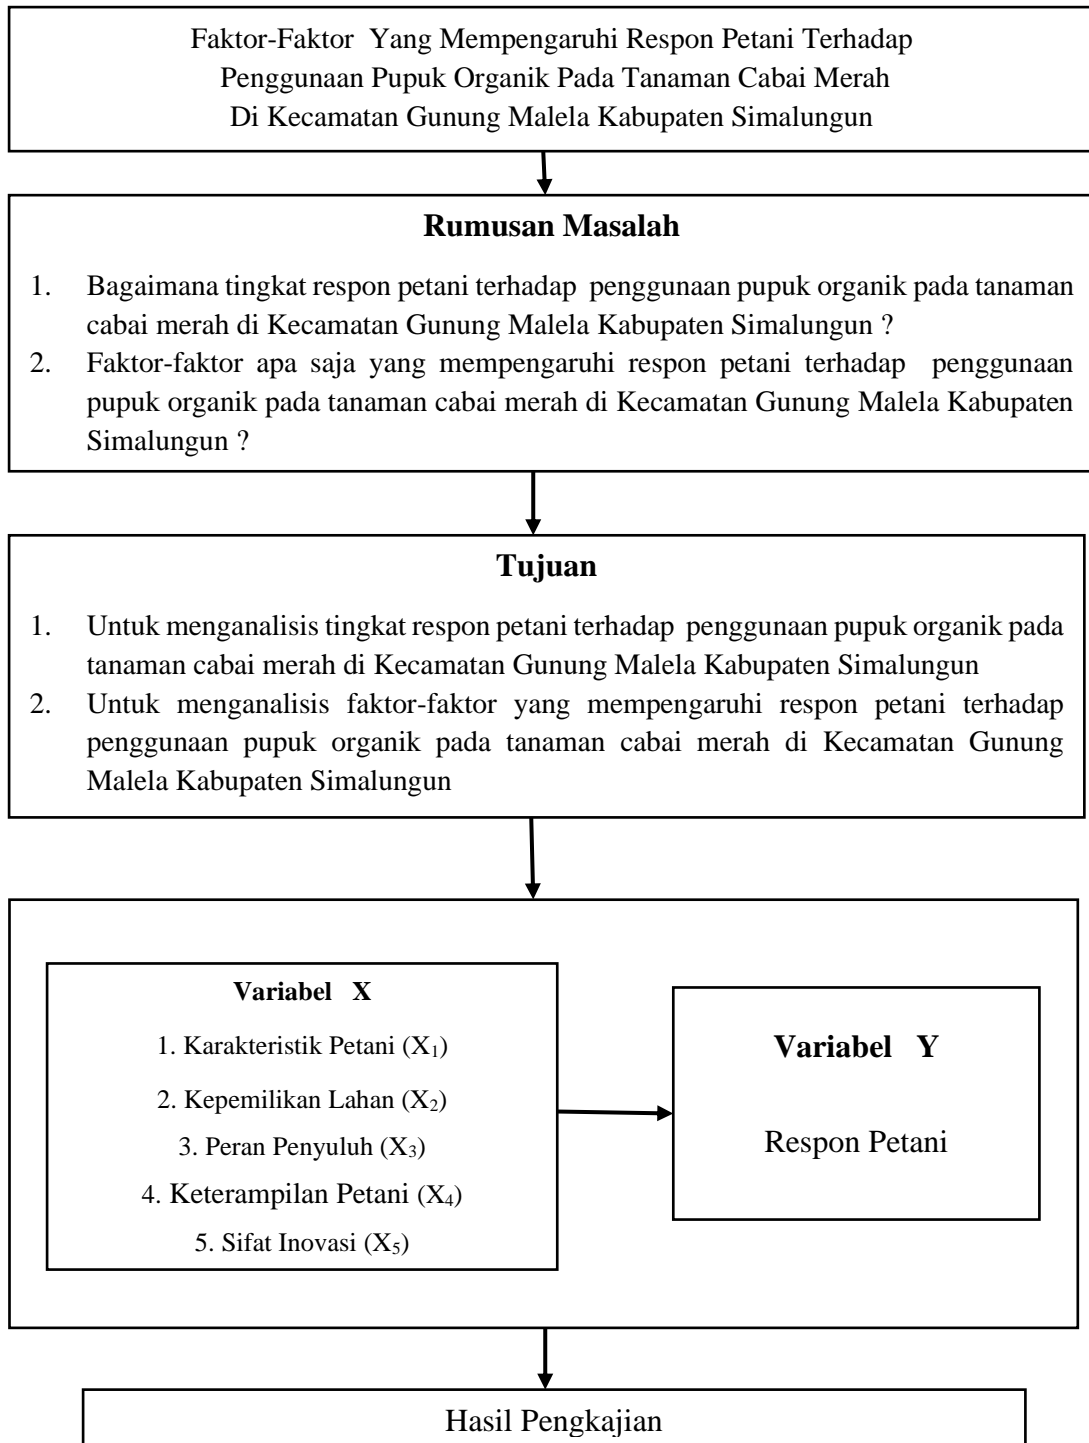 Faktor-Faktor Yang Mempengaruhi Respon Petani Terhadap
Penggunaan Pupuk Organik Pada Tanaman Cabai Merah
Di Kecamatan Gunung Malela Kabupaten Simalungun
Rumusan Masalah
1. Bagaimana tingkat respon petani terhadap penggunaan pupuk organik pada tanaman
cabai merah di Kecamatan Gunung Malela Kabupaten Simalungun ?
2. Faktor-faktor apa saja yang mempengaruhi respon petani terhadap penggunaan
pupuk organik pada tanaman cabai merah di Kecamatan Gunung Malela Kabupaten
Simalungun ?
Tujuan
1. Untuk menganalisis tingkat respon petani terhadap penggunaan pupuk organik pada
tanaman cabai merah di Kecamatan Gunung Malela Kabupaten Simalungun
2. Untuk menganalisis faktor-faktor yang mempengaruhi respon petani terhadap
penggunaan pupuk organik pada tanaman cabai merah di Kecamatan Gunung
Malela Kabupaten Simalungun
Variabel X
1. Karakteristik Petani (X₁)
2. Kepemilikan Lahan (X₂)
3. Peran Penyuluh (X₃)
4. Keterampilan Petani (X₄)
5. Sifat Inovasi (X₅)
Variabel Y
Respon Petani
Hasil Pengkajian